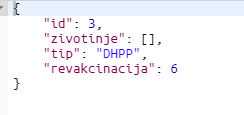 {
"id": 3,
"zivotinje": [],
"tip": "DHPP",
"revakcinacija": 6
}